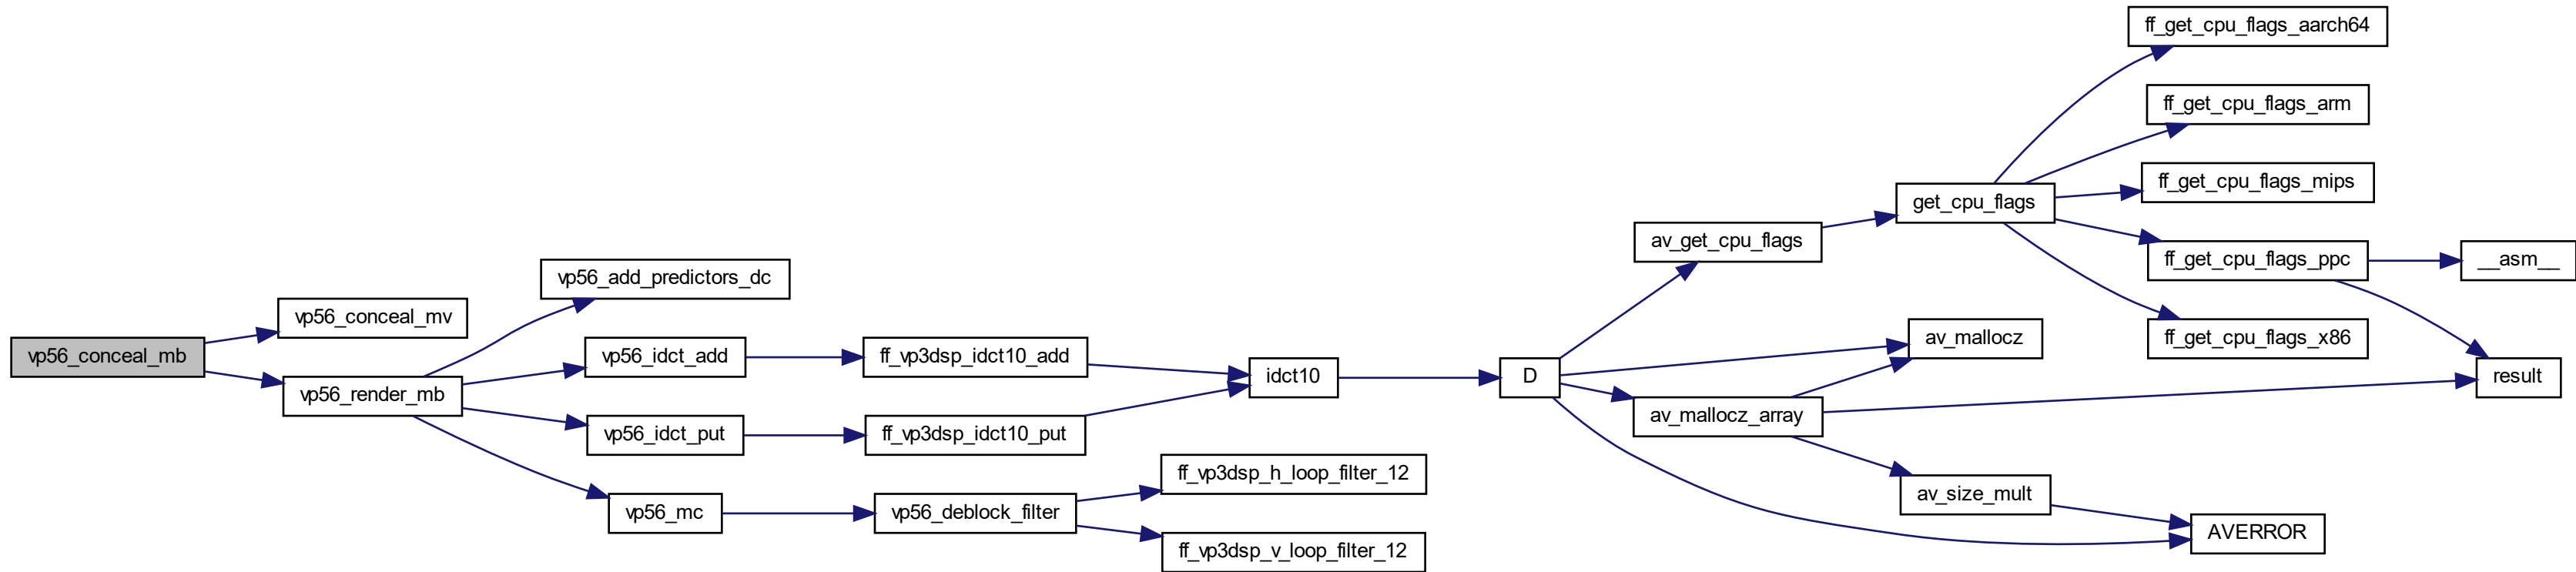 vp56_conceal_mb
vp56_conceal_mv
vp56_render_mb
vp56_add_predictors_dc
vp56_idct_add
vp56_idct_put
vp56_mc
ff_vp3dsp_idct10_add
ff_vp3dsp_idct10_put
vp56_deblock_filter
ff_vp3dsp_h_loop_filter_12
ff_vp3dsp_v_loop_filter_12
idct10
D
av_get_cpu_flags
av_mallocz_array
get_cpu_flags
av_mallocz
av_size_mult
ff_get_cpu_flags_aarch64
ff_get_cpu_flags_arm
ff_get_cpu_flags_mips
ff_get_cpu_flags_ppc
ff_get_cpu_flags_x86
AVERROR
__asm__
result